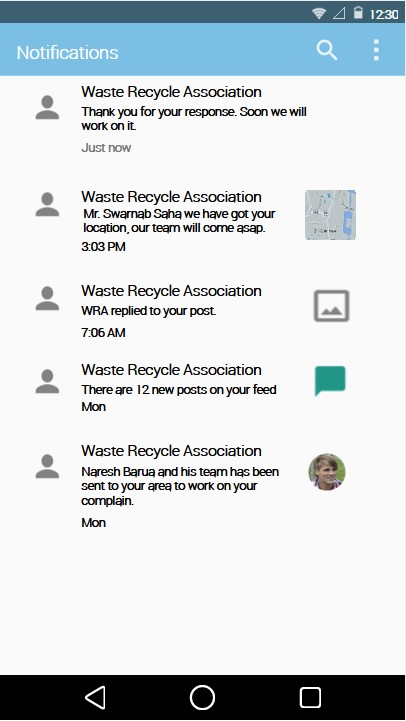 12:30
Notifications
Waste Recycle Association
Thank you for your response. Soon we will
work on it.
Just now
Waste Recycle Association
Mr. Swarnab Saha we have got your
location, our team will come asap.
3:03 PM
Waste Recycle Association
WRA replied to your post.
7:06 AM
Waste Recycle Association
There are 12 new posts on your feed
Mon
Waste Recycle Association
Naresh Barua and his team has been
sent to your area to work on your
complain.
Mon